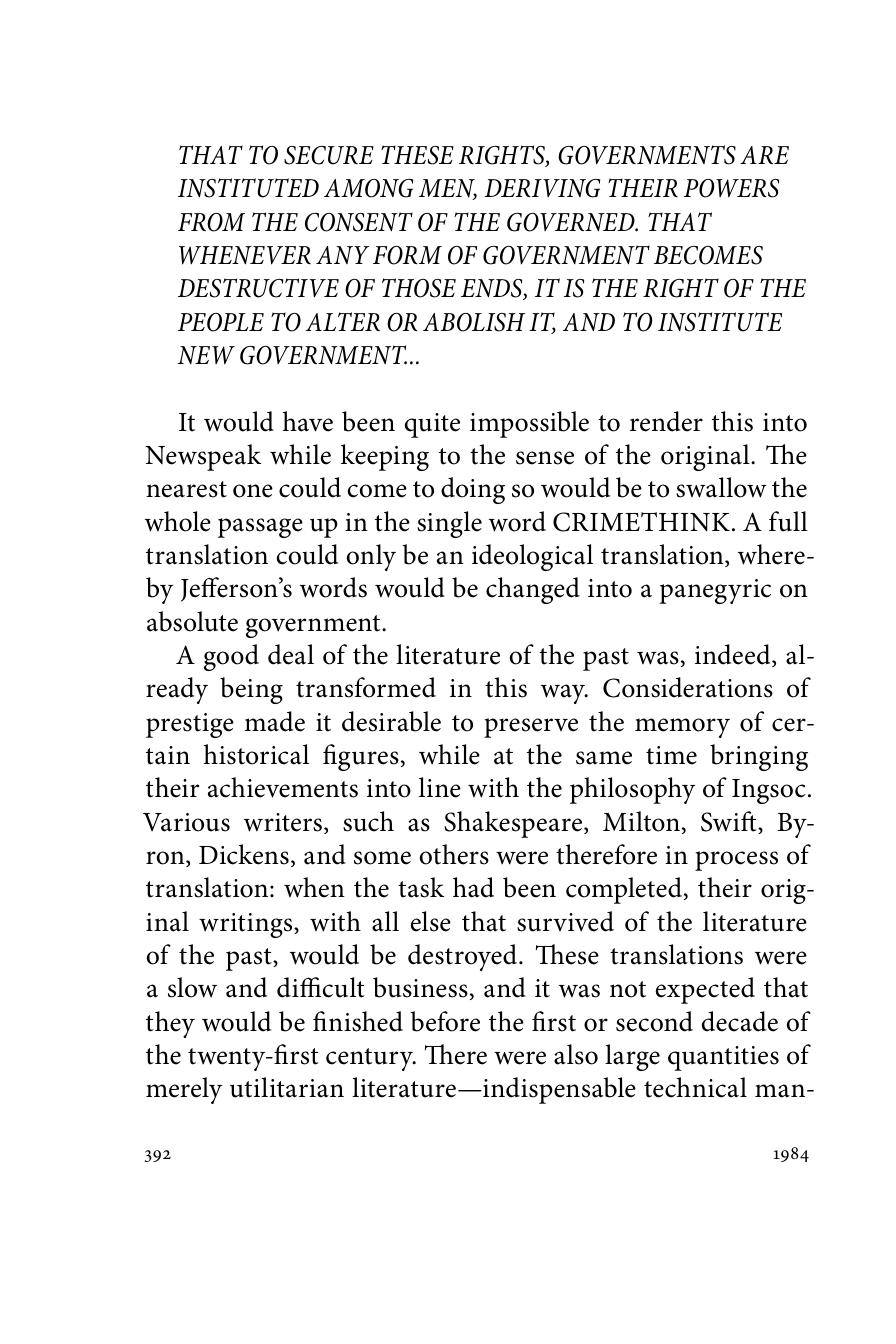 THAT TO SECURE THESE RIGHTS, GOVERNMENTS ARE
INSTITUTED AMONG MEN, DERIVING THEIR POWERS
FROM THE CONSENT OF THE GOVERNED. THAT
WHENEVER ANY FORM OF GOVERNMENT BECOMES
DESTRUCTIVE OF THOSE ENDS, IT IS THE RIGHT OF THE
PEOPLE TO ALTER OR ABOLISH IT, AND TO INSTITUTE
NEW GOVERNMENT...
It would have been quite impossible to render this into
Newspeak while keeping to the sense of the original. The
nearest one could come to doing so would be to swallow the
whole passage up in the single word CRIMETHINK. A full
translation could only be an ideological translation, where-
by Jefferson’s words would be changed into a panegyric on
absolute government.
A good deal of the literature of the past was, indeed, al-
ready being transformed in this way. Considerations of
prestige made it desirable to preserve the memory of cer-
tain historical figures, while at the same time bringing
their achievements into line with the philosophy of Ingsoc.
Various writers, such as Shakespeare, Milton, Swift, By-
ron, Dickens, and some others were therefore in process of
translation: when the task had been completed, their orig-
inal writings, with all else that survived of the literature
of the past, would be destroyed. These translations were
a slow and difficult business, and it was not expected that
they would be finished before the first or second decade of
the twenty-first century. There were also large quantities of
merely utilitarian literature—indispensable technical man-
392 1984